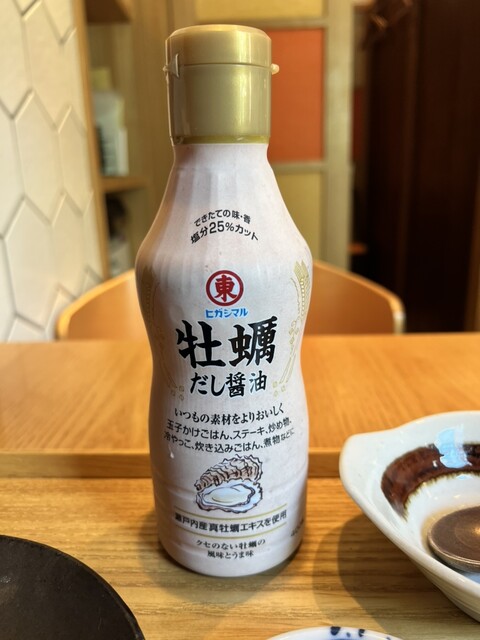 できたての味・香
塩分25%カット
東
ヒガシマル
牡蠣
だし醤油
いつもの素材をよりおいしく
玉子かけごはん、ステーキ、炒め物、
冷やっこ、炊き込みごはん、煮物などに
瀬戸内産真牡蠣エキスを使用
クセのない牡蠣の
風味とうま味